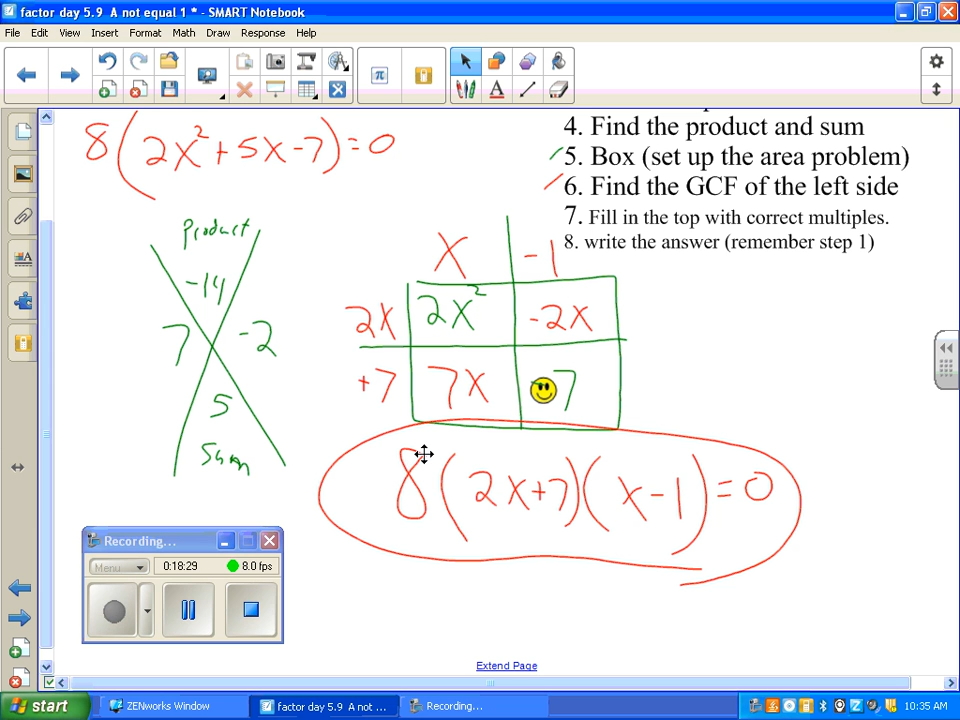 factor day 5.9 A not equal 1 * - SMART Notebook
File Edit View Insert Format Math Draw Response Help
π
A
8(2x²+5x-7)=0
4. Find the product and sum
5. Box (set up the area problem)
6. Find the GCF of the left side
7. Fill in the top with correct multiples.
8. write the answer (remember step 1)
Product
-14
7 -2
5
Sum
x -1
2x 2x² -2x
+7 7x 7
8(2x+7)(x-1)=0
Recording...
Menu 0:18:29 8.0 fps
Extend Page
start ZENworks Window factor day 5.9 A not ... Recording... 10:35 AM